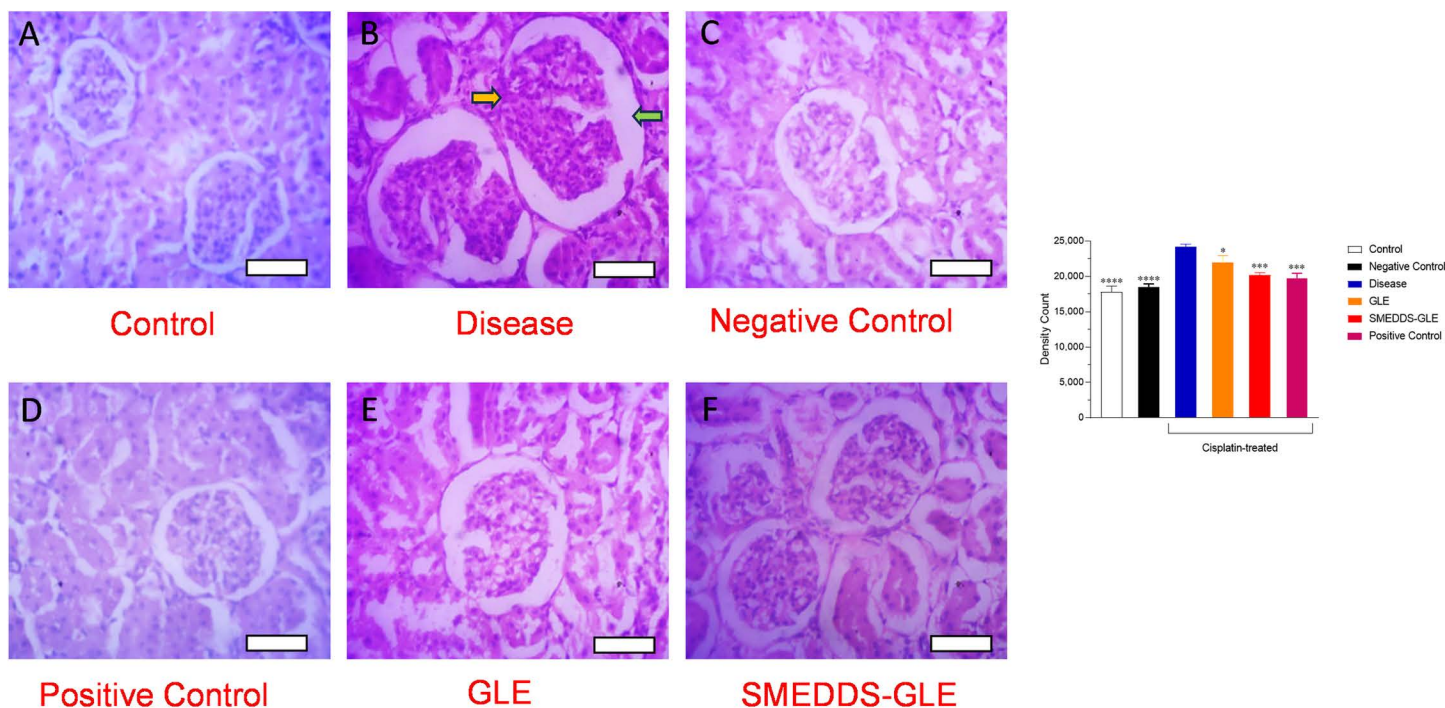 A
B
C
Control
Disease
Negative Control
D
E
F
Positive Control
GLE
SMEDDS-GLE
Density Count
25,000
20,000
15,000
10,000
5,000
0
****
****
*
***
***
Cisplatin-treated
Control
Negative Control
Disease
GLE
SMEDDS-GLE
Positive Control